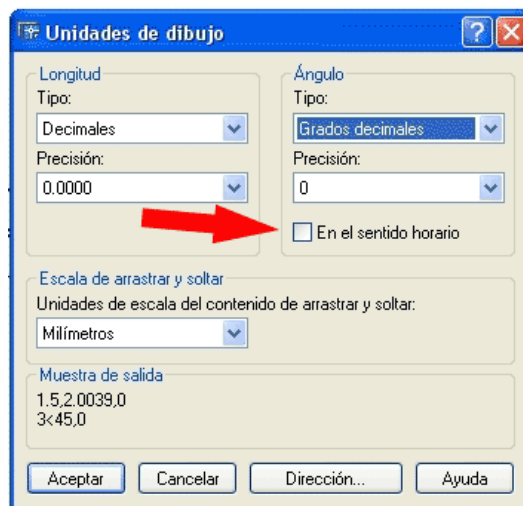 Unidades de dibujo
Longitud
Tipo:
Decimales
Precisión:
0.0000
Ángulo
Tipo:
Grados decimales
Precisión:
0
En el sentido horario
Escala de arrastrar y soltar
Unidades de escala del contenido de arrastrar y soltar:
Milímetros
Muestra de salida
1.5,2.0039,0
3<45,0
Aceptar
Cancelar
Dirección...
Ayuda